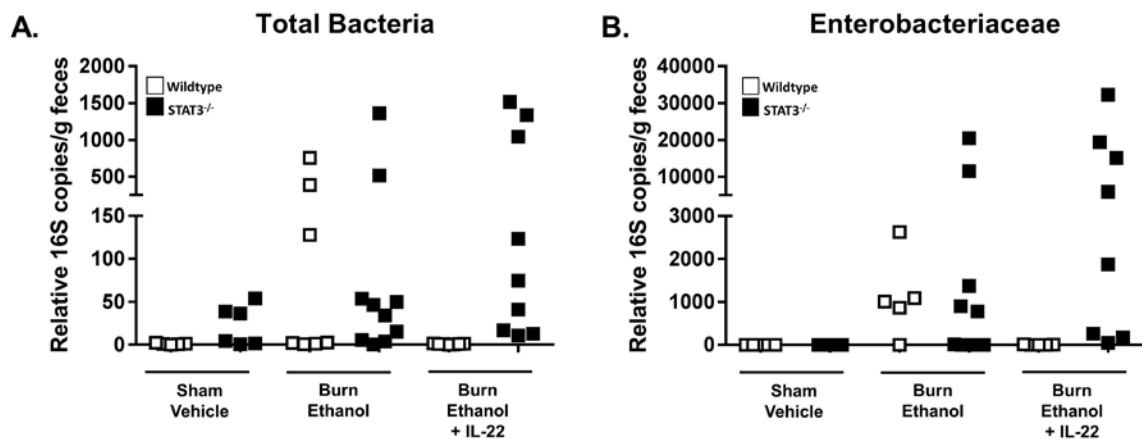 A.
Total Bacteria
Relative 16S copies/g feces
2000
1500
1000
500
150
100
50
0
Wildtype
STAT3-/-
Sham
Vehicle
Burn
Ethanol
Burn
Ethanol
+ IL-22
B.
Enterobacteriaceae
Relative 16S copies/g feces
40000
30000
20000
10000
3000
2000
1000
0
Wildtype
STAT3-/-
Sham
Vehicle
Burn
Ethanol
Burn
Ethanol
+ IL-22